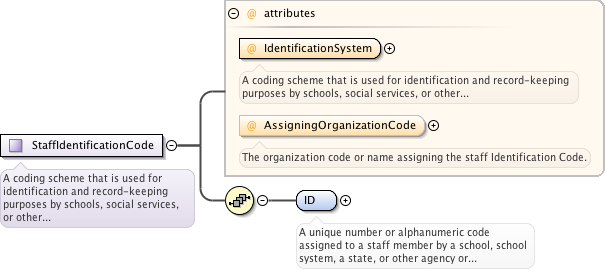 @ attributes
@ IdentificationSystem
A coding scheme that is used for identification and record-keeping
purposes by schools, social services, or other...
@ AssigningOrganizationCode
The organization code or name assigning the staff Identification Code.
StaffIdentificationCode
A coding scheme that is used for
identification and record-keeping
purposes by schools, social services,
or other...
ID
A unique number or alphanumeric code
assigned to a staff member by a school, school
system, a state, or other agency or...